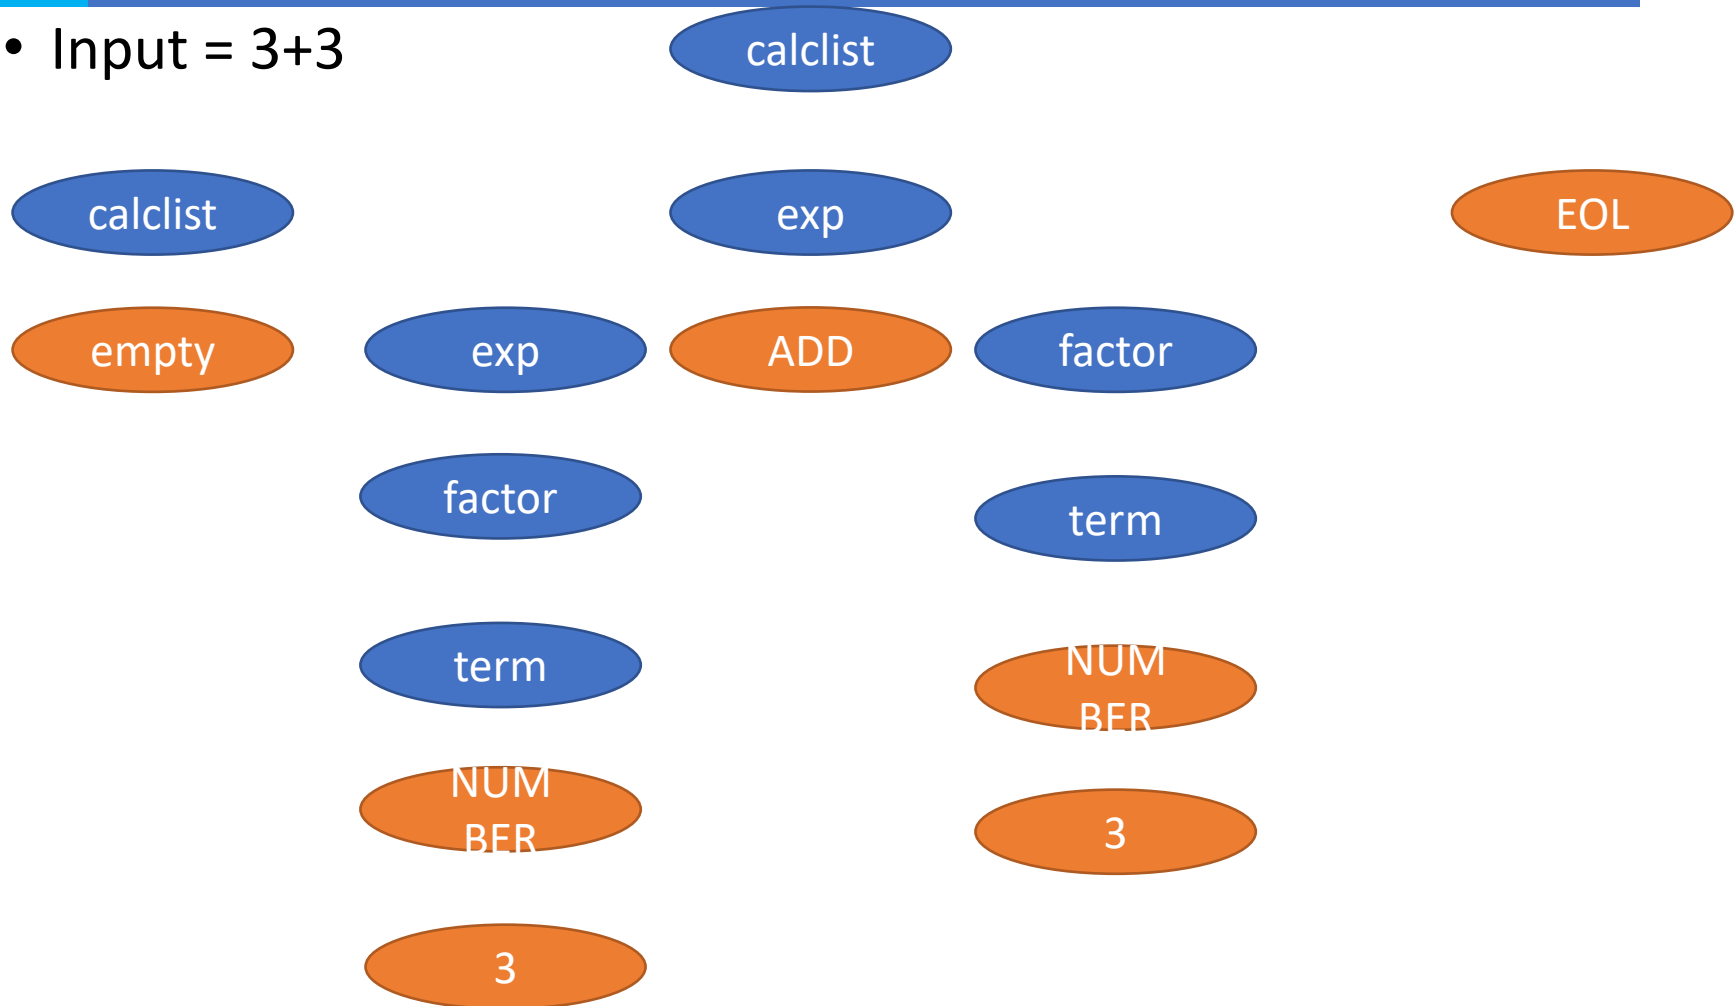 • Input = 3+3
calclist
calclist
exp
EOL
empty
exp
ADD
factor
factor
term
term
NUM
BER
NUM
BER
3
3